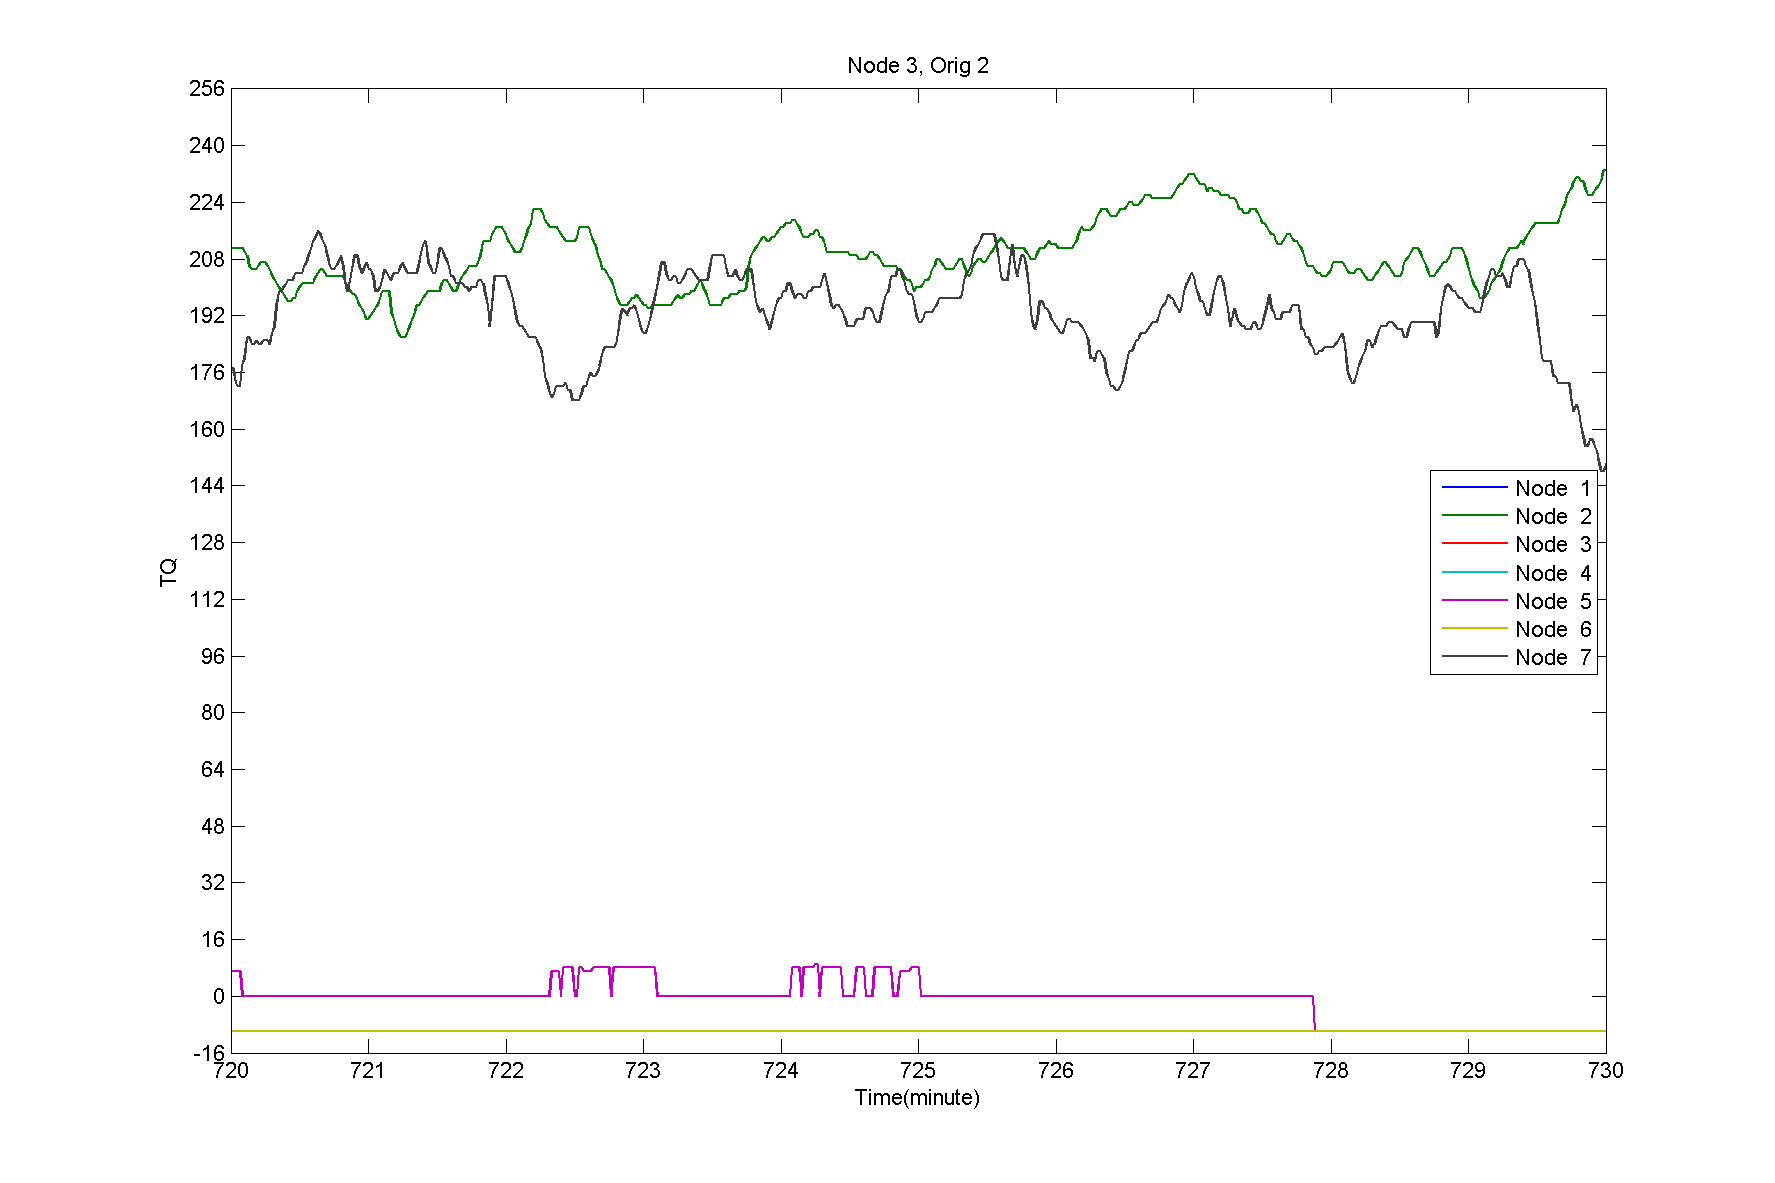 Node 3, Orig 2
256
240
224
208
192
176
160
144
128
112
96
80
64
48
32
16
0
-16
TQ
Node 1
Node 2
Node 3
Node 4
Node 5
Node 6
Node 7
720 721 722 723 724 725 726 727 728 729 730
Time(minute)